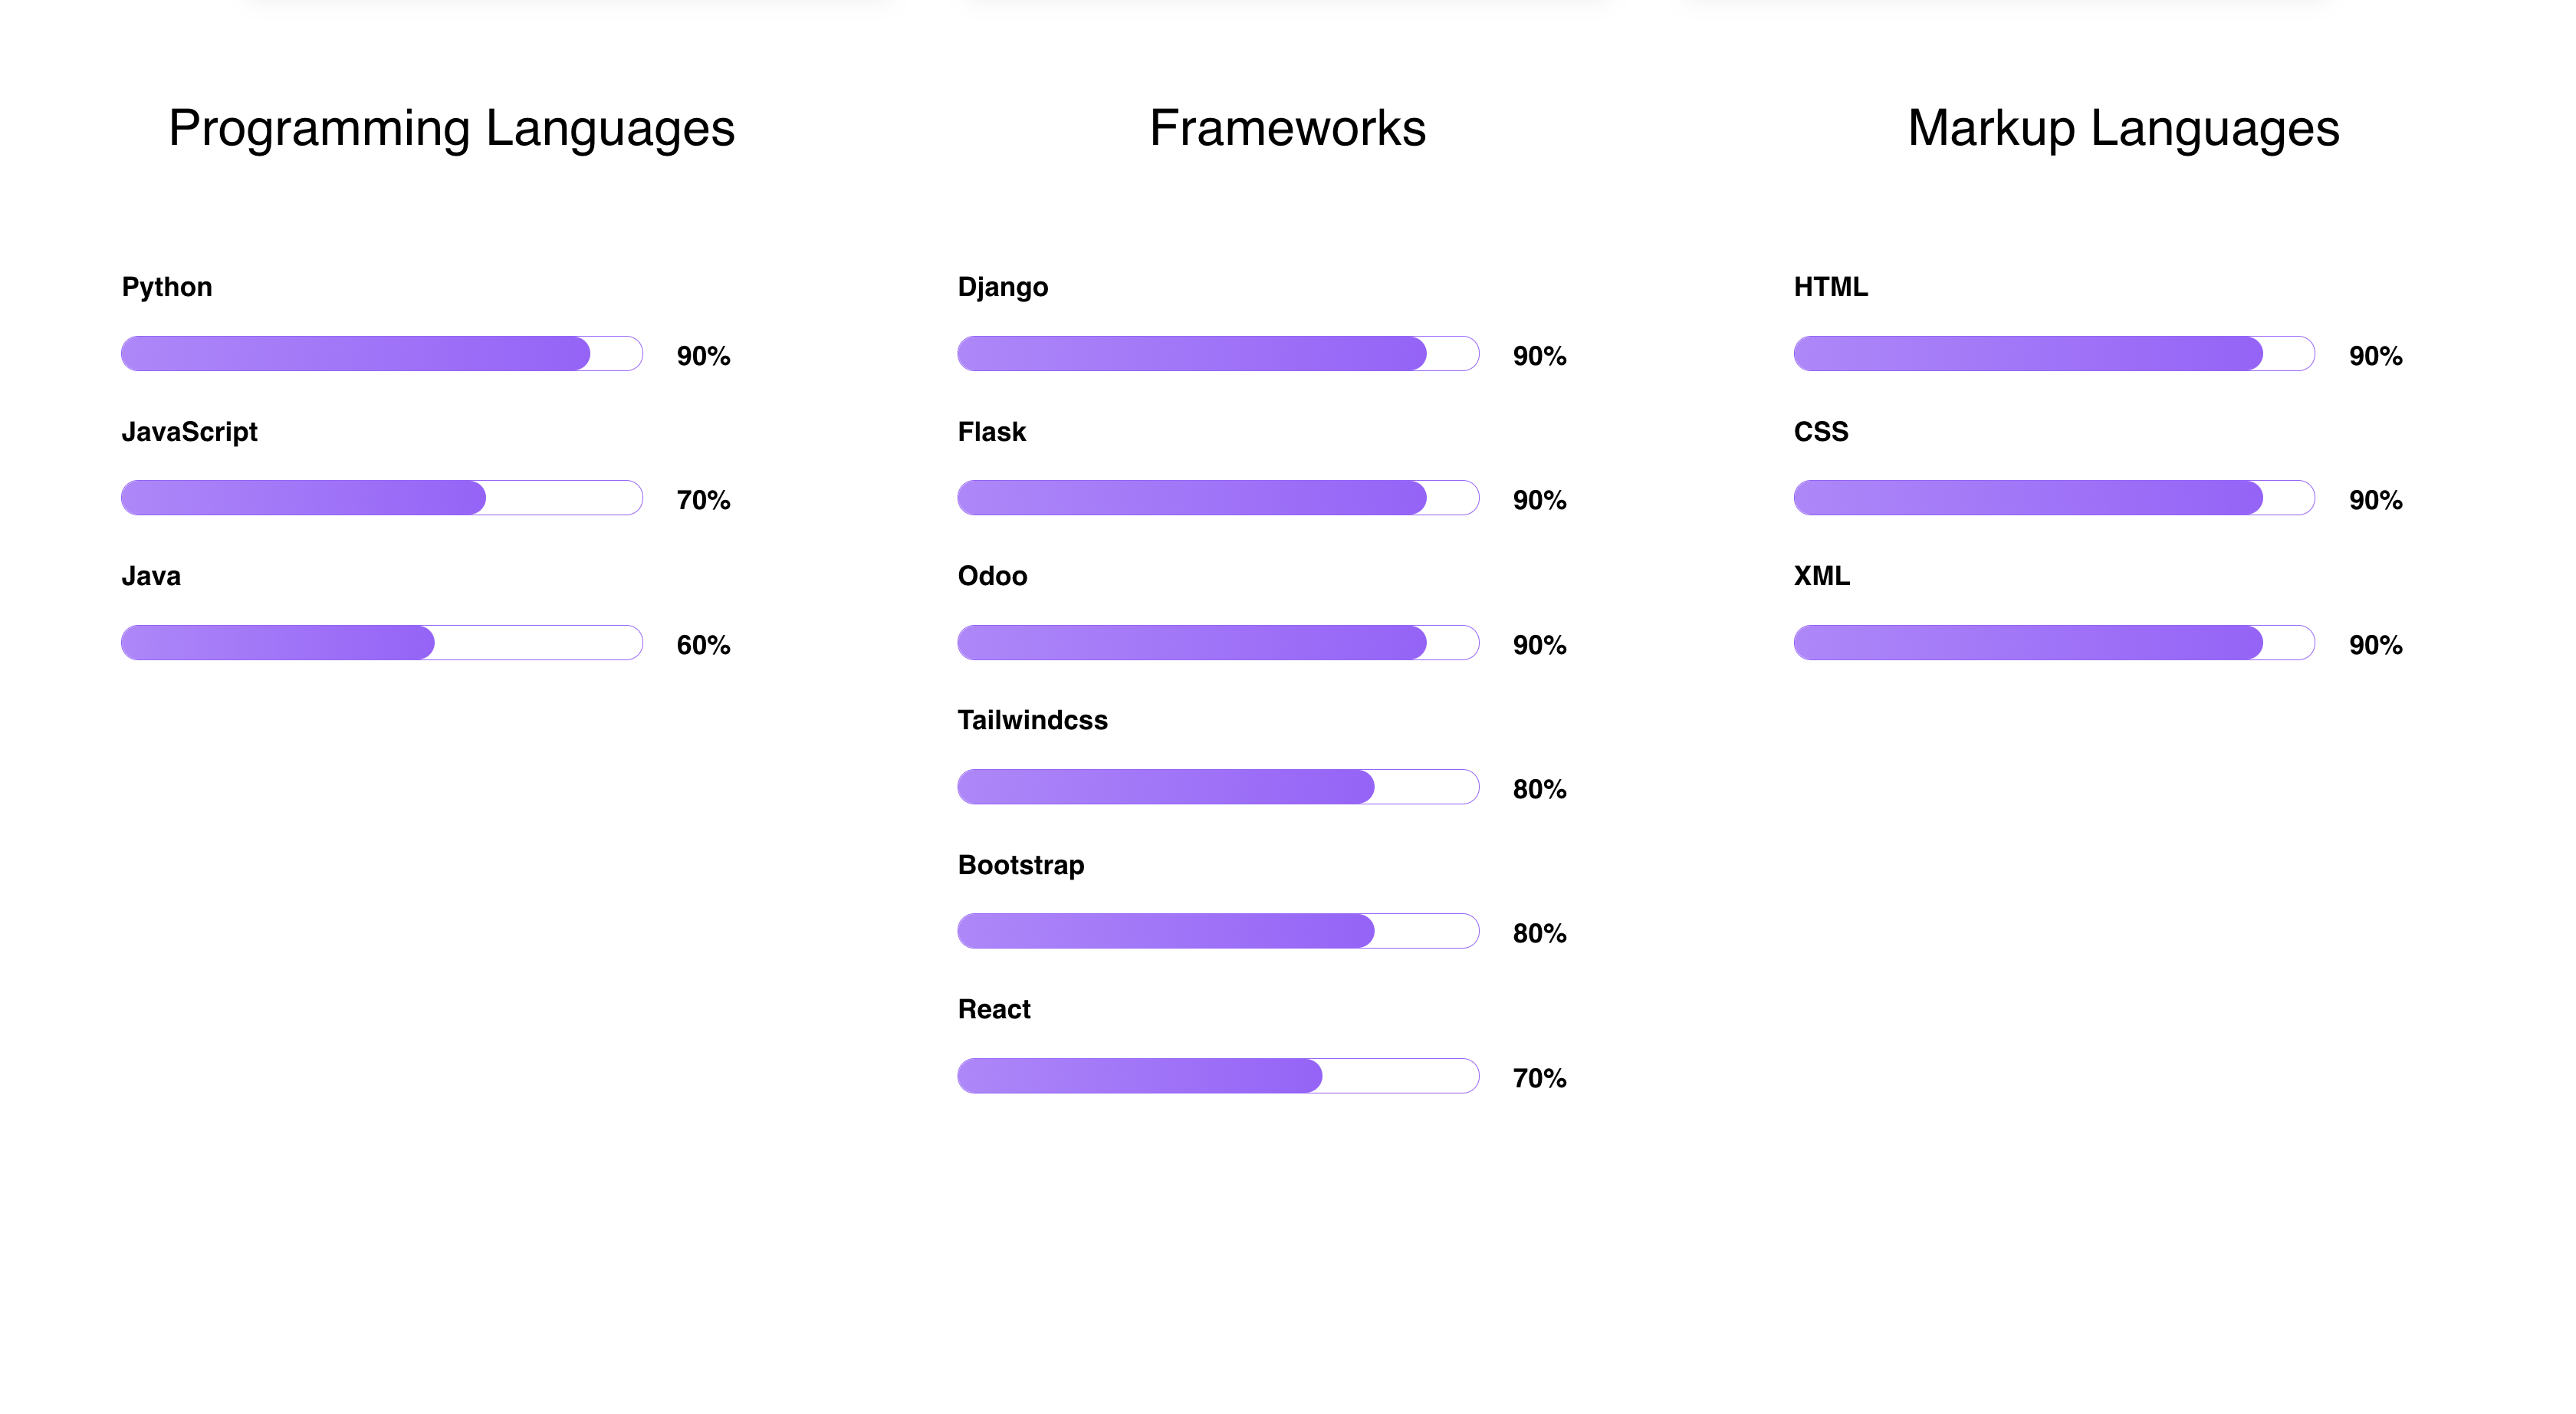 Programming Languages
Python
90%
JavaScript
70%
Java
60%
Frameworks
Django
90%
Flask
90%
Odoo
90%
Tailwindcss
80%
Bootstrap
80%
React
70%
Markup Languages
HTML
90%
CSS
90%
XML
90%